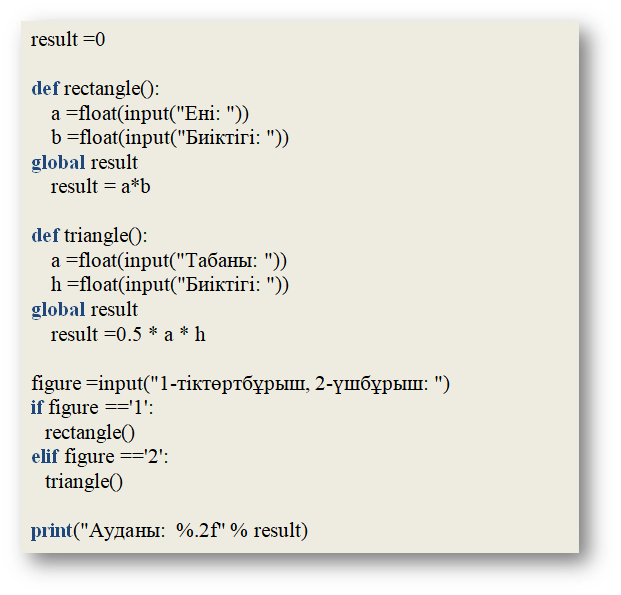 result =0
def rectangle():
a =float(input("Ені: "))
b =float(input("Биіктігі: "))
global result
result = a*b
def triangle():
a =float(input("Табаны: "))
h =float(input("Биіктігі: "))
global result
result =0.5 * a * h
figure =input("1-тіктөртбұрыш, 2-үшбұрыш: ")
if figure =='1':
rectangle()
elif figure =='2':
triangle()
print("Ауданы:  %.2f" % result)